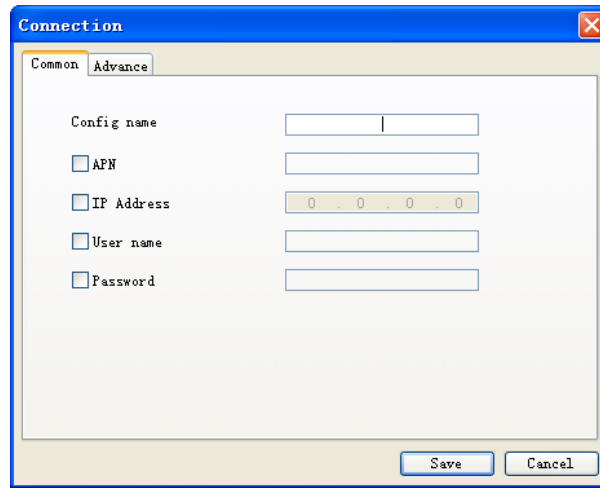 Connection
Common Advance
Config name
APN
IP Address 0 . 0 . 0 . 0
User name
Password
Save Cancel